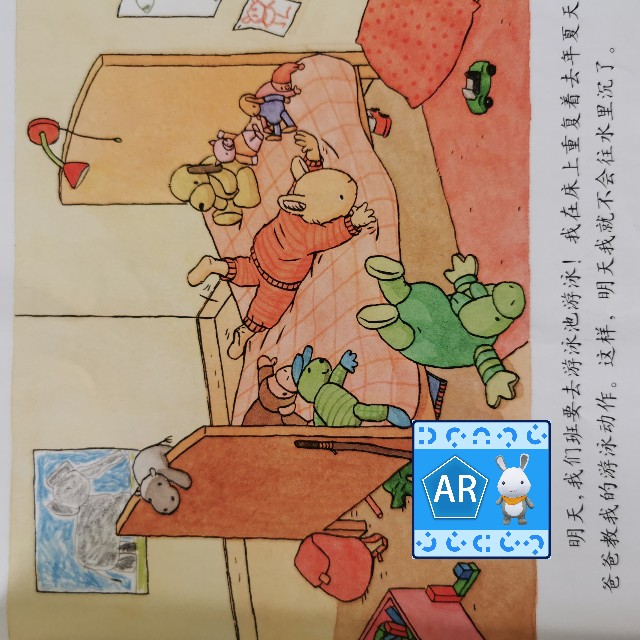 明天,我们班要去游泳池游泳!我在床上重复着去年夏天
爸爸教我的游泳动作。这样,明天我就不会往水里沉了。
AR